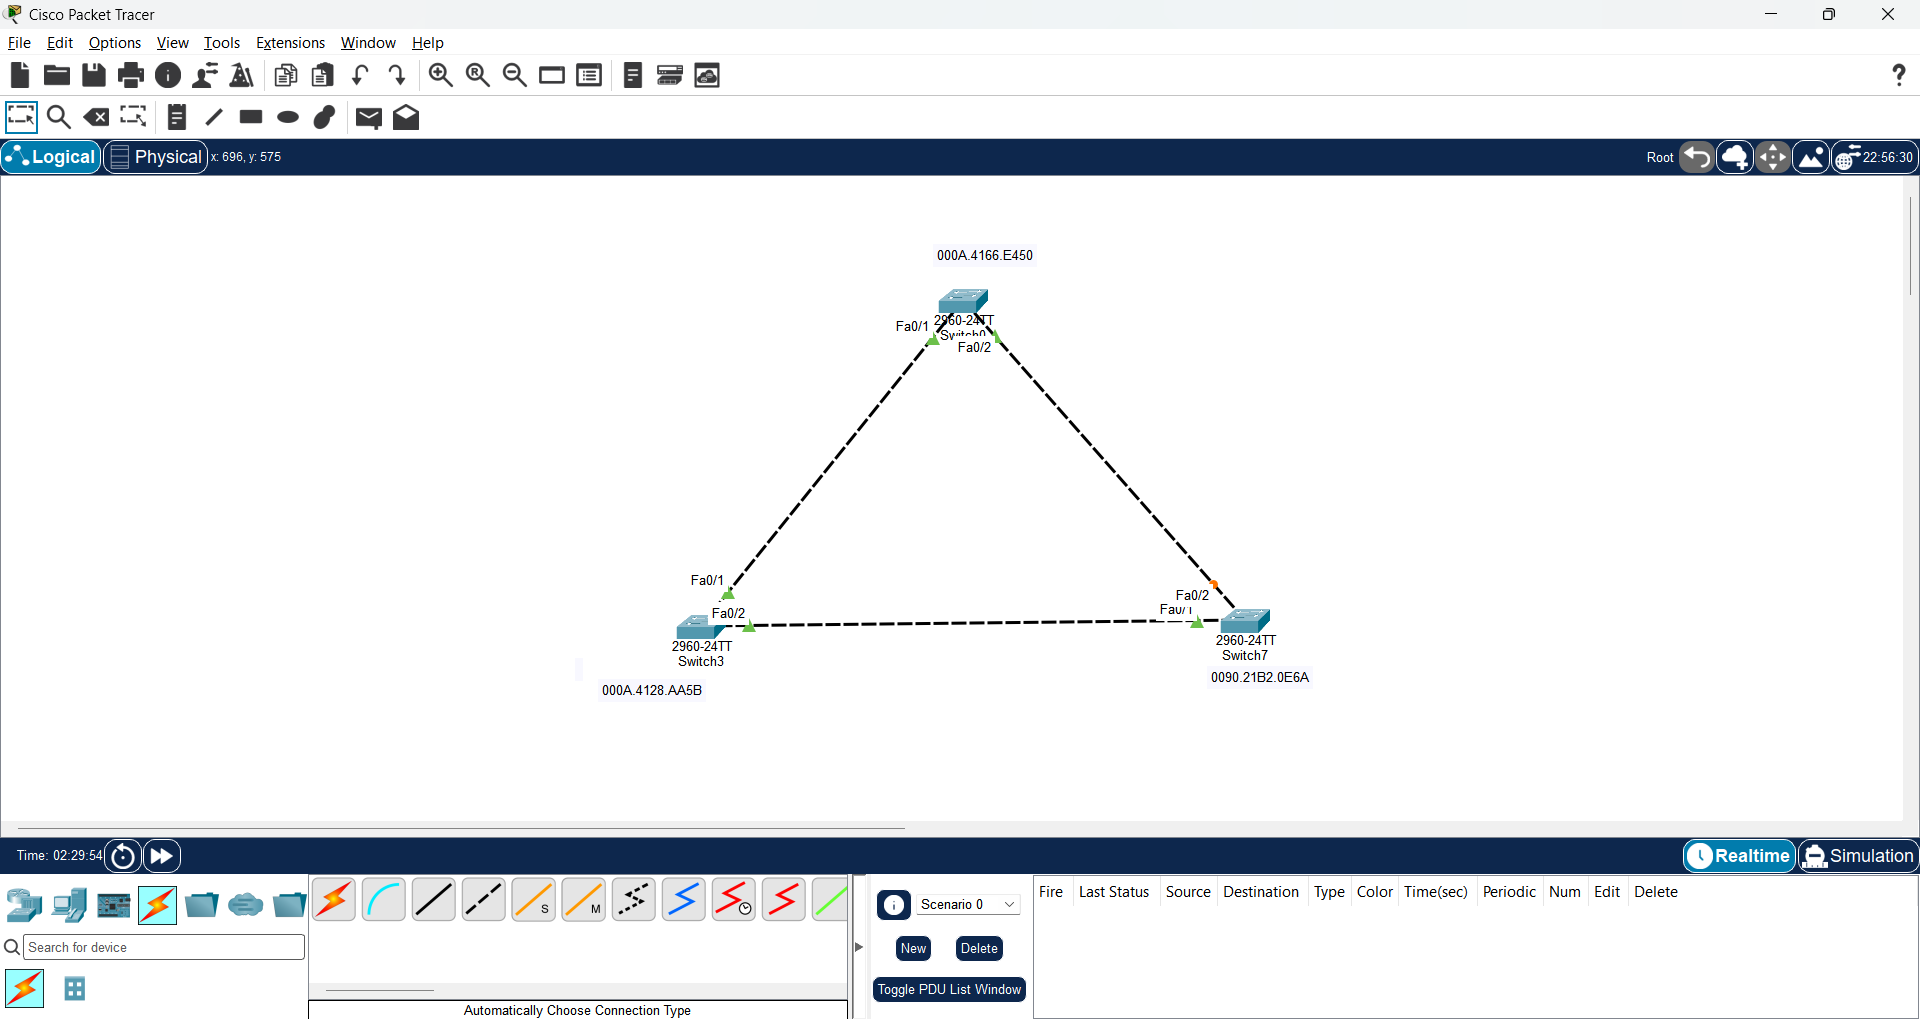 Cisco Packet Tracer
File Edit Options View Tools Extensions Window Help
Logical Physical x: 696, y: 575 Root 22:56:30
000A.4166.E450
Fa0/1 2960-24TT
Switch0
Fa0/2
Fa0/1
Fa0/2
2960-24TT
Switch3
000A.4128.AA5B
Fa0/2
Fa0/1
2960-24TT
Switch7
0090.21B2.0E6A
Time: 02:29:54 Realtime Simulation
S M
Search for device
Automatically Choose Connection Type
Scenario 0
New Delete
Toggle PDU List Window
Fire Last Status Source Destination Type Color Time(sec) Periodic Num Edit Delete